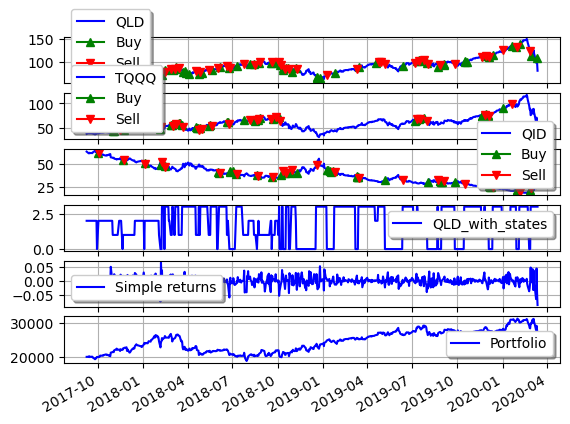 QLD
Buy
Sell
150
100
TQQQ
Buy
Sell
100
50
QID
Buy
Sell
50
25
2.5
0.0
QLD_with_states
0.05
0.00
−0.05
Simple returns
30000
20000
Portfolio
2017-10
2018-01
2018-04
2018-07
2018-10
2019-01
2019-04
2019-07
2019-10
2020-01
2020-04